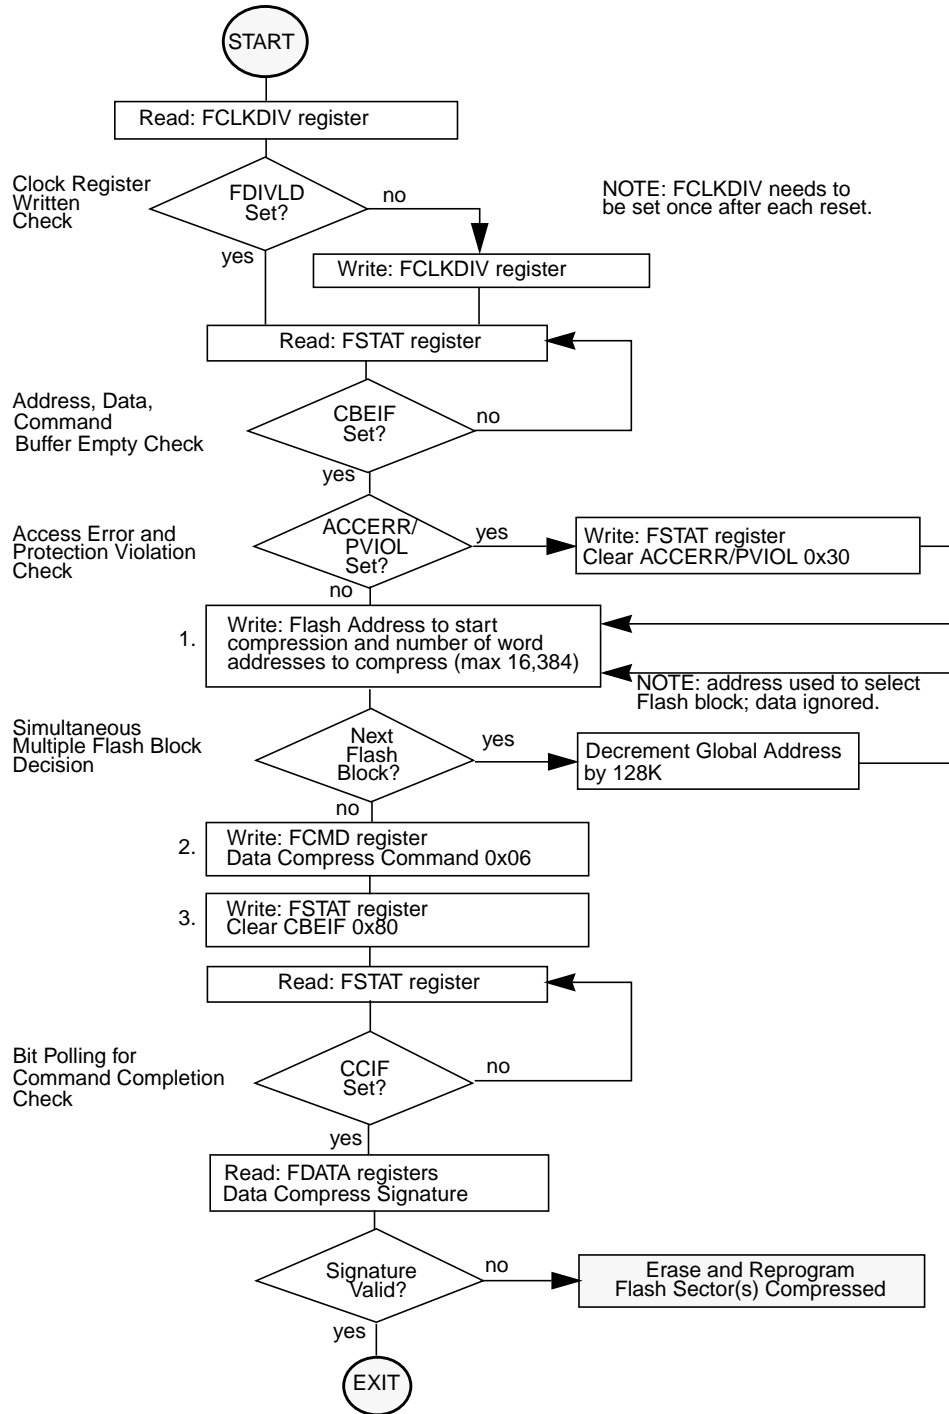 START
Read: FCLKDIV register
Clock Register
Written
Check
FDIVLD
Set?
no
yes
NOTE: FCLKDIV needs to
be set once after each reset.
Write: FCLKDIV register
Read: FSTAT register
Address, Data,
Command
Buffer Empty Check
CBEIF
Set?
no
yes
Access Error and
Protection Violation
Check
ACCERR/
PVIOL
Set?
yes
no
Write: FSTAT register
Clear ACCERR/PVIOL 0x30
1.
Write: Flash Address to start
compression and number of word
addresses to compress (max 16,384)
NOTE: address used to select
Flash block; data ignored.
Simultaneous
Multiple Flash Block
Decision
Next
Flash
Block?
yes
no
Decrement Global Address
by 128K
2.
Write: FCMD register
Data Compress Command 0x06
3.
Write: FSTAT register
Clear CBEIF 0x80
Read: FSTAT register
Bit Polling for
Command Completion
Check
CCIF
Set?
no
yes
Read: FDATA registers
Data Compress Signature
Signature
Valid?
no
yes
Erase and Reprogram
Flash Sector(s) Compressed
EXIT